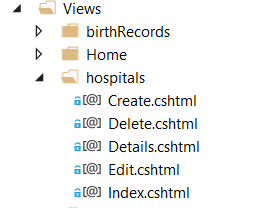 Views
birthRecords
Home
hospitals
[@] Create.cshtml
[@] Delete.cshtml
[@] Details.cshtml
[@] Edit.cshtml
[@] Index.cshtml